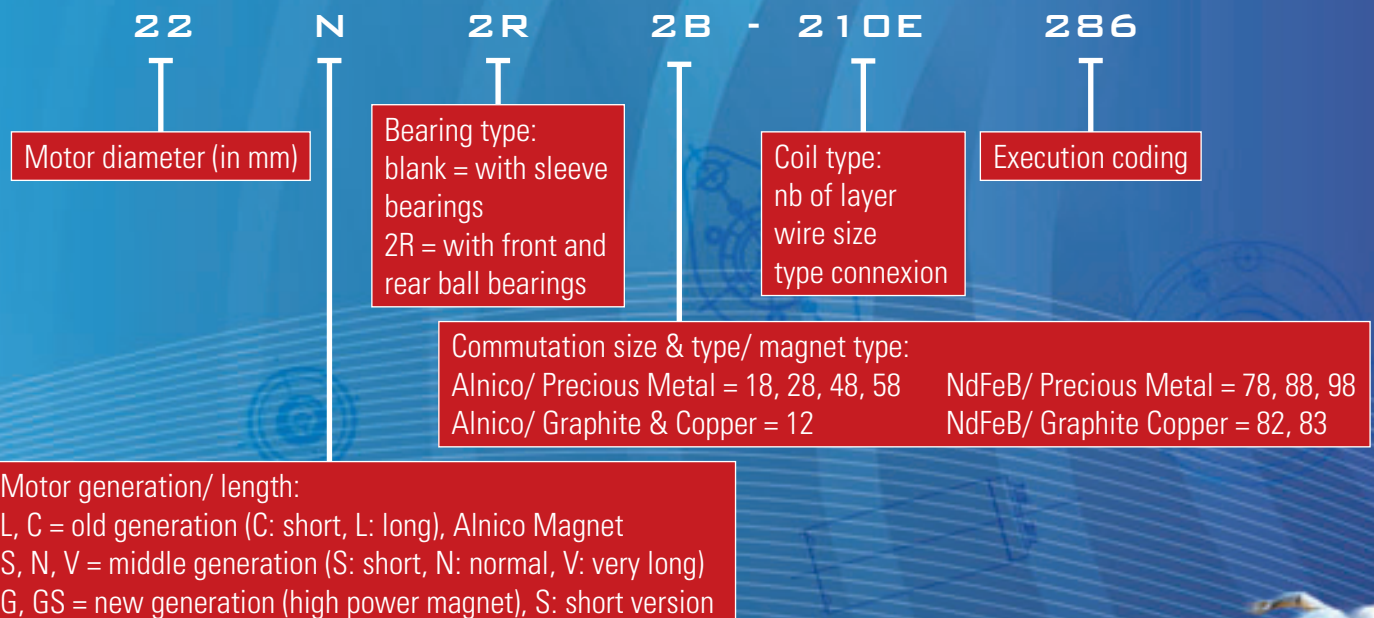 22 N 2R 2B - 210E 286
Motor diameter (in mm)
Bearing type:
blank = with sleeve
bearings
2R = with front and
rear ball bearings
Coil type:
nb of layer
wire size
type connexion
Execution coding
Commutation size & type/ magnet type:
Alnico/ Precious Metal = 18, 28, 48, 58 NdFeB/ Precious Metal = 78, 88, 98
Alnico/ Graphite & Copper = 12 NdFeB/ Graphite Copper = 82, 83
Motor generation/ length:
L, C = old generation (C: short, L: long), Alnico Magnet
S, N, V = middle generation (S: short, N: normal, V: very long)
G, GS = new generation (high power magnet), S: short version